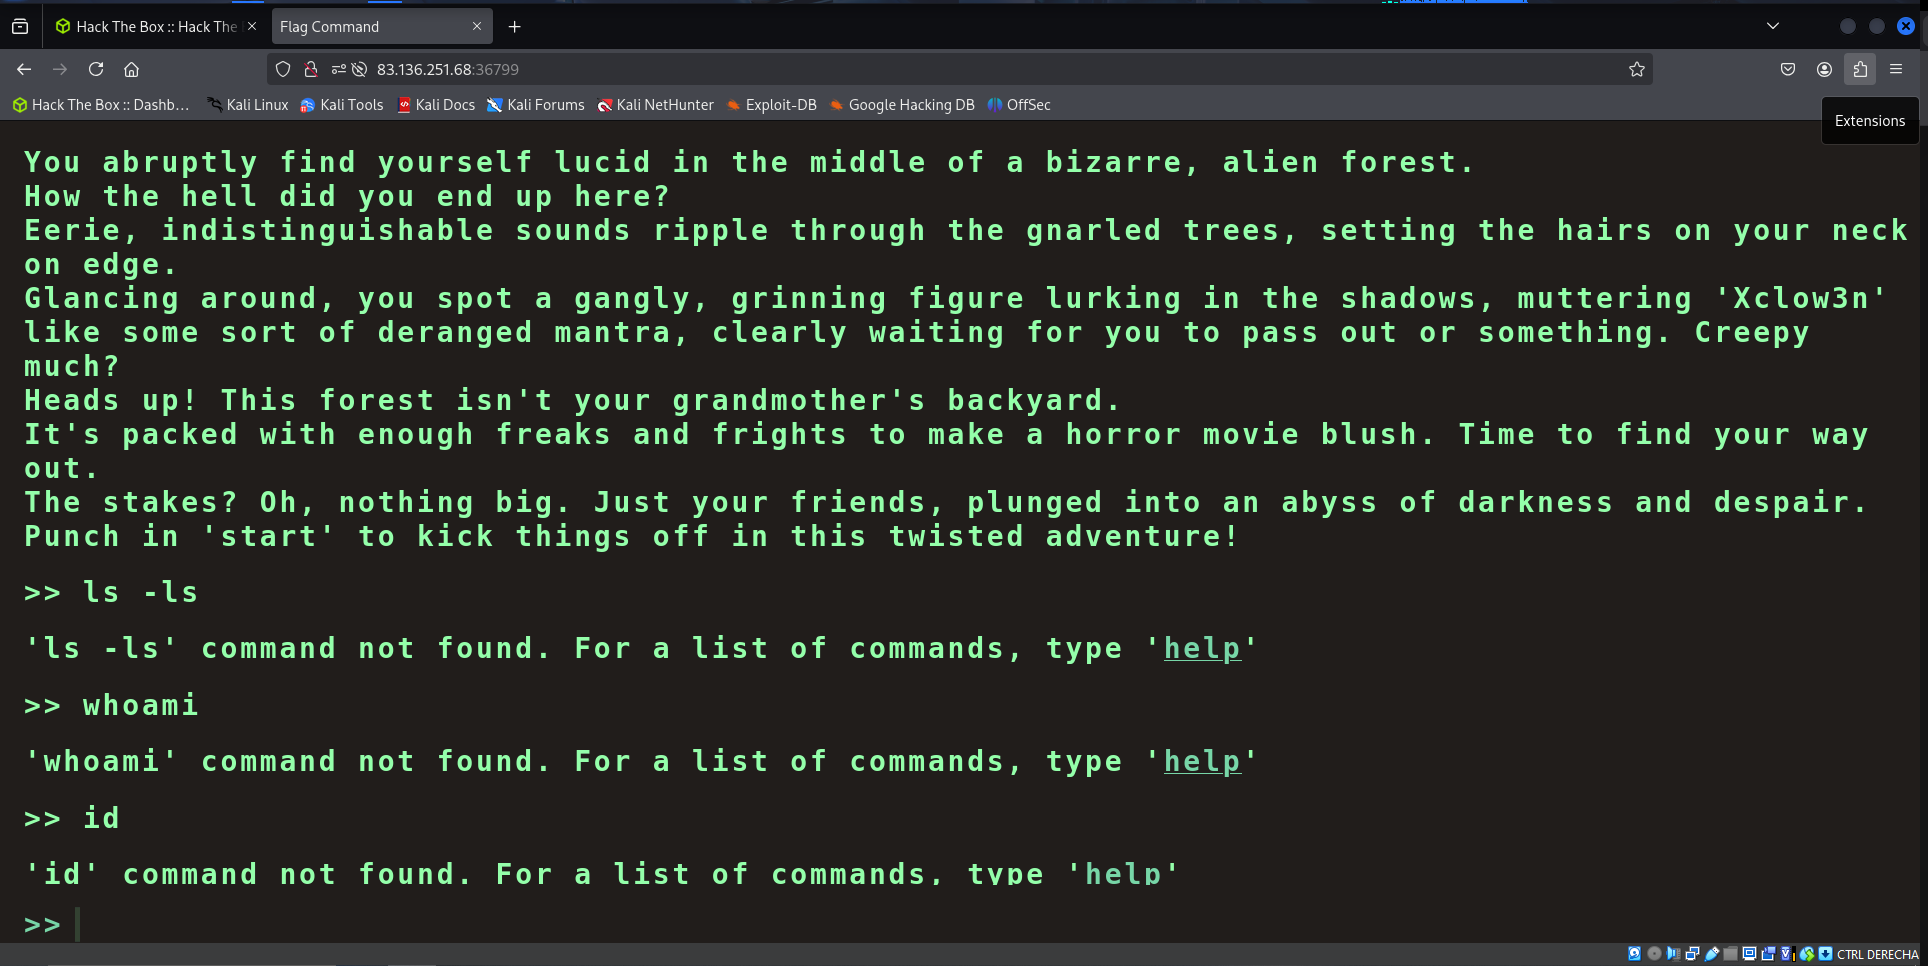 Hack The Box :: Hack The
Flag Command
83.136.251.68:36799
Hack The Box :: Dashb...
Kali Linux
Kali Tools
Kali Docs
Kali Forums
Kali NetHunter
Exploit-DB
Google Hacking DB
OffSec
Extensions
You abruptly find yourself lucid in the middle of a bizarre, alien forest.
How the hell did you end up here?
Eerie, indistinguishable sounds ripple through the gnarled trees, setting the hairs on your neck
on edge.
Glancing around, you spot a gangly, grinning figure lurking in the shadows, muttering 'Xclow3n'
like some sort of deranged mantra, clearly waiting for you to pass out or something. Creepy
much?
Heads up! This forest isn't your grandmother's backyard.
It's packed with enough freaks and frights to make a horror movie blush. Time to find your way
out.
The stakes? Oh, nothing big. Just your friends, plunged into an abyss of darkness and despair.
Punch in 'start' to kick things off in this twisted adventure!
>> ls -ls
'ls -ls' command not found. For a list of commands, type 'help'
>> whoami
'whoami' command not found. For a list of commands, type 'help'
>> id
'id' command not found. For a list of commands, type 'help'
>>
CTRL DERECHA